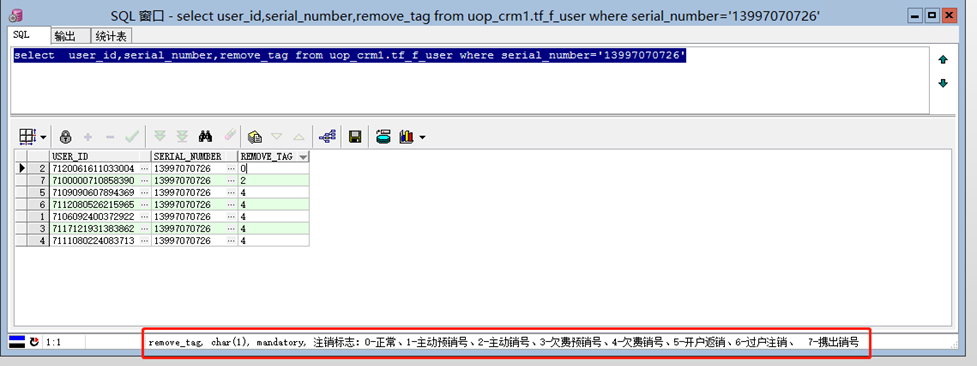 SQL 窗口 - select user_id,serial_number,remove_tag from uop_crm1.tf_f_user where serial_number='13997070726'
SQL 输出 统计表
select  user_id,serial_number,remove_tag from uop_crm1.tf_f_user where serial_number='13997070726'
USER_ID SERIAL_NUMBER REMOVE_TAG
2 7120061611033004 ... 13997070726 ... 0
7 7100000710858390 ... 13997070726 ... 2
5 7109090607894369 ... 13997070726 ... 4
6 7112080526215965 ... 13997070726 ... 4
1 7106092400372922 ... 13997070726 ... 4
3 7117121931383862 ... 13997070726 ... 4
4 7111080224083713 ... 13997070726 ... 4
1:1 remove_tag, char(1), mandatory, 注销标志：0-正常、1-主动预销号、2-主动销号、3-欠费预销号、4-欠费销号、5-开户返销、6-过户注销、 7-携出销号